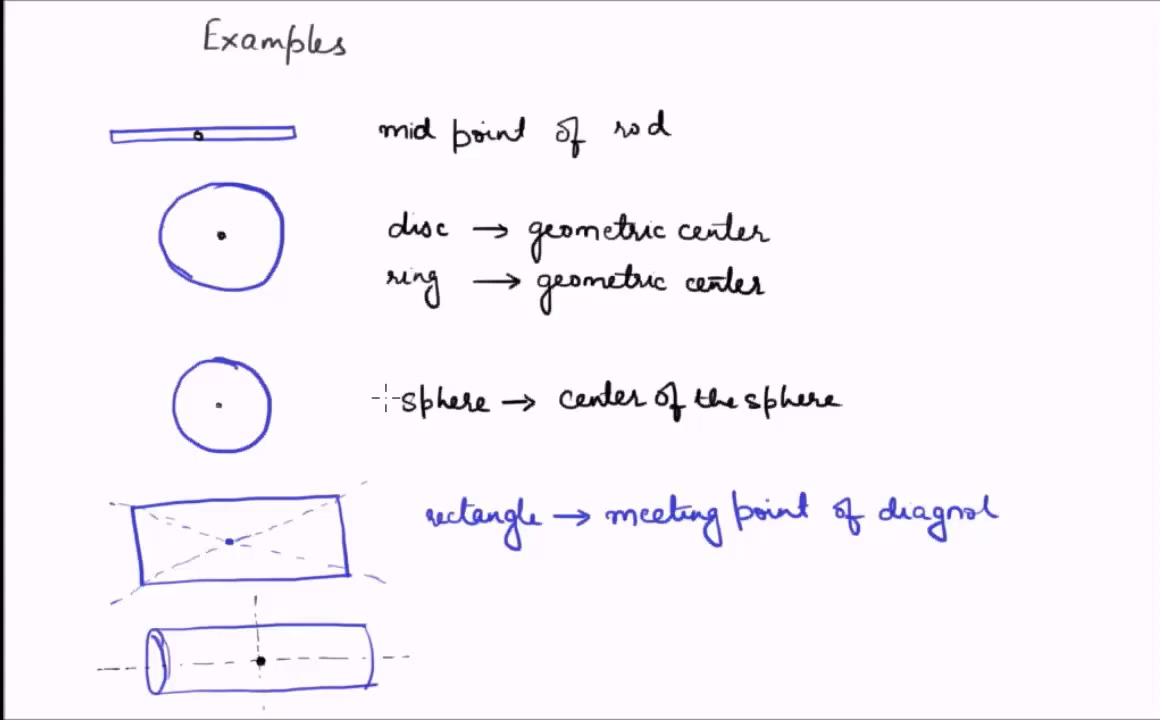 Examples
mid point of rod
disc → geometric center
ring → geometric center
sphere → center of the sphere
rectangle → meeting point of diagnol